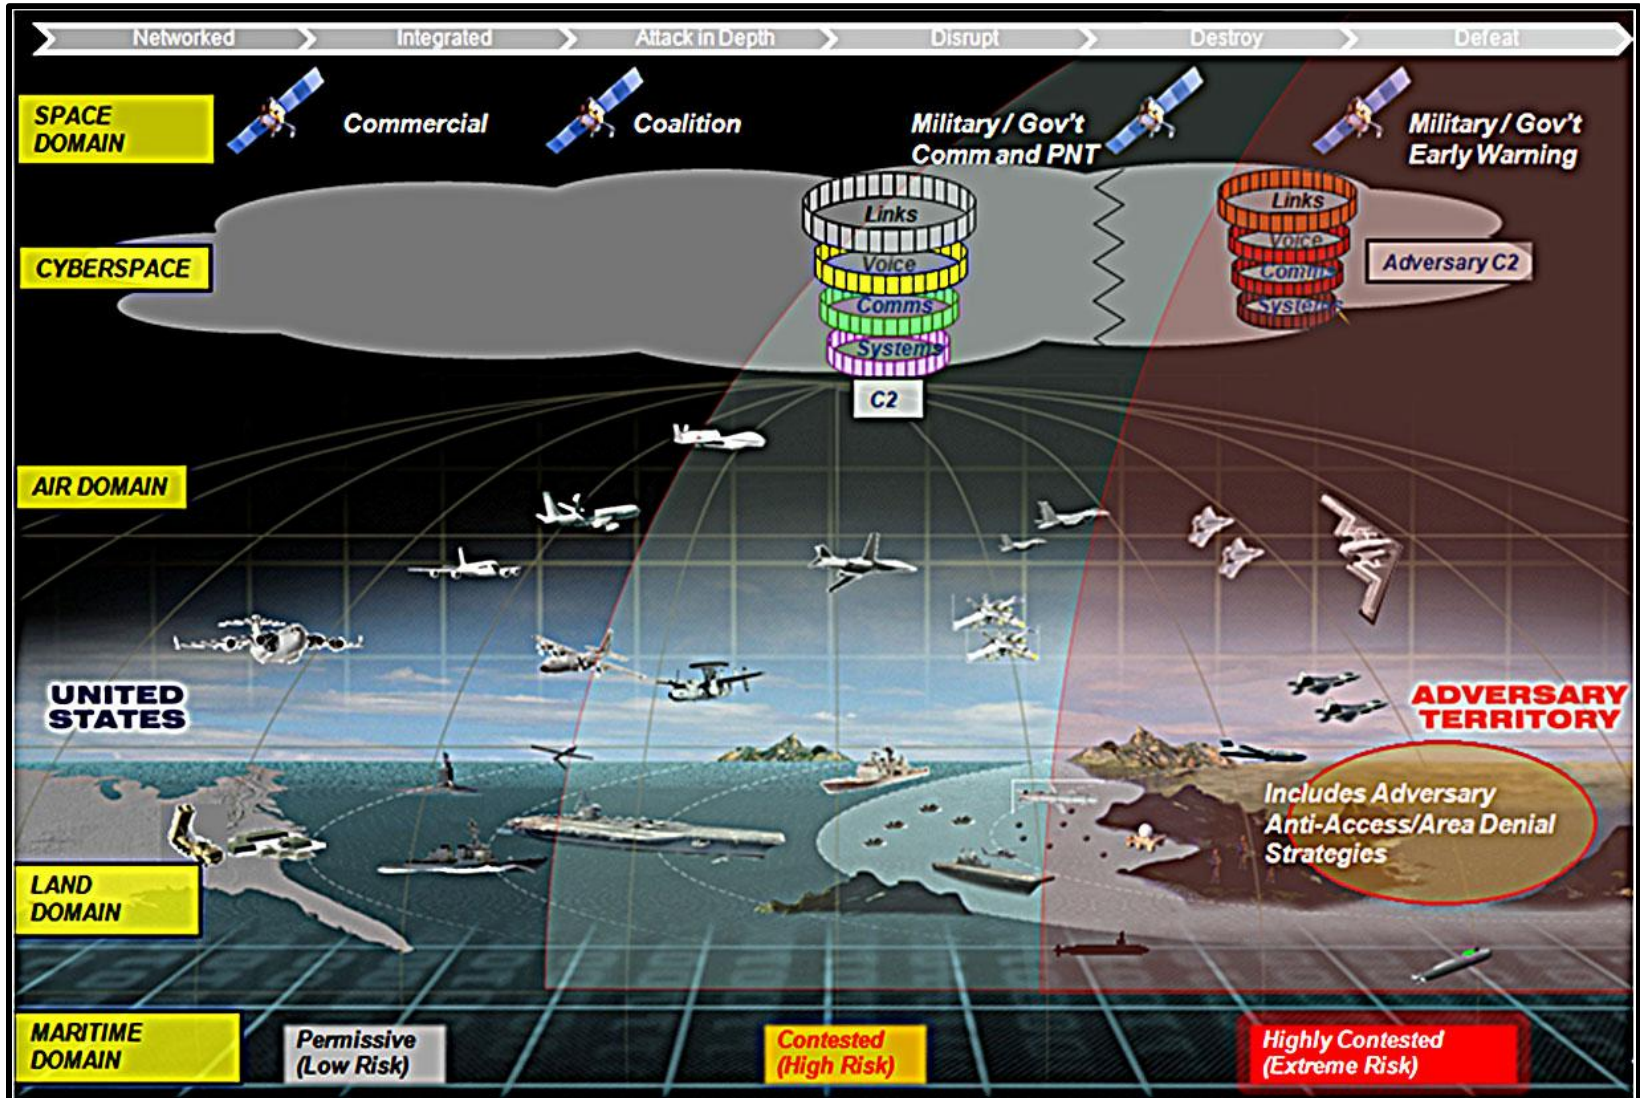 Networked Integrated Attack in Depth Disrupt Destroy Defeat
SPACE
DOMAIN
Commercial
Coalition
Military / Gov't
Comm and PNT
Military / Gov't
Early Warning
CYBERSPACE
Links
Voice
Comms
Systems
C2
Links
Voice
Comms
Systems
Adversary C2
AIR DOMAIN
UNITED
STATES
ADVERSARY
TERRITORY
Includes Adversary
Anti-Access/Area Denial
Strategies
LAND
DOMAIN
MARITIME
DOMAIN
Permissive
(Low Risk)
Contested
(High Risk)
Highly Contested
(Extreme Risk)